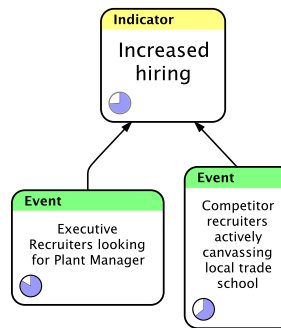 Indicator
Increased
hiring
Event
Executive
Recruiters looking
for Plant Manager
Event
Competitor
recruiters
actively
canvassing
local trade
school